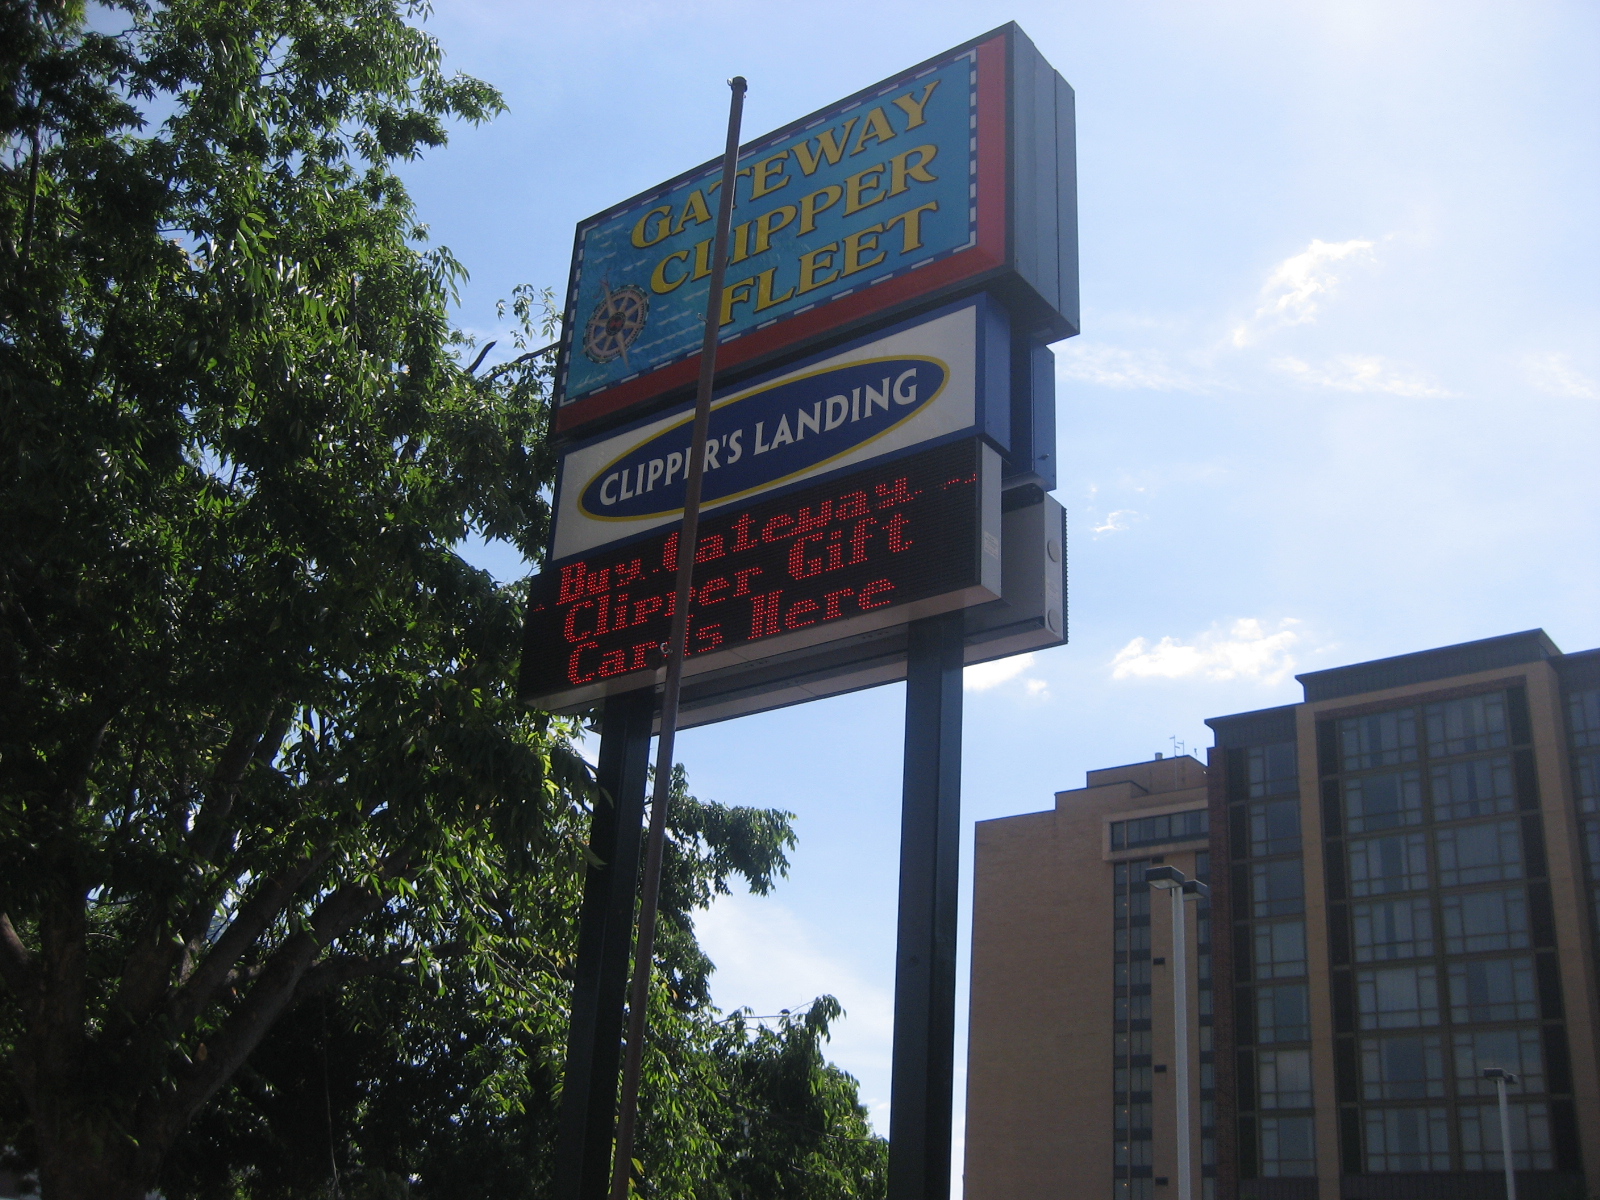 GATEWAY
CLIPPER
FLEET
CLIPPER'S LANDING
Buy Gateway
Clipper Gift
Cards Here